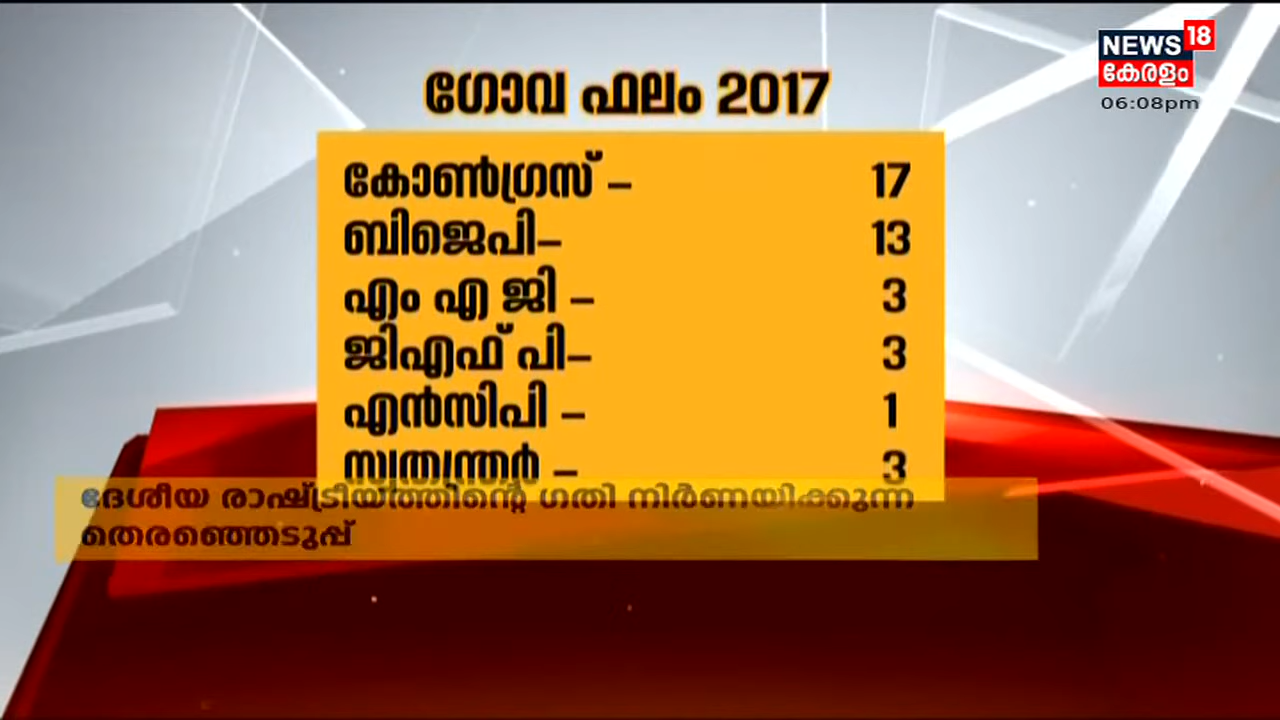 NEWS 18
കേരളം
06:08pm
ഗോവ ഫലം 2017
കോൺഗ്രസ് – 17
ബിജെപി– 13
എം എ ജി – 3
ജിഎഫ് പി– 3
എൻസിപി – 1
സ്വതന്ത്രർ – 3
ദേശീയ രാഷ്ട്രീയത്തിന്റെ ഗതി നിർണയിക്കുന്ന
തെരഞ്ഞെടുപ്പ്